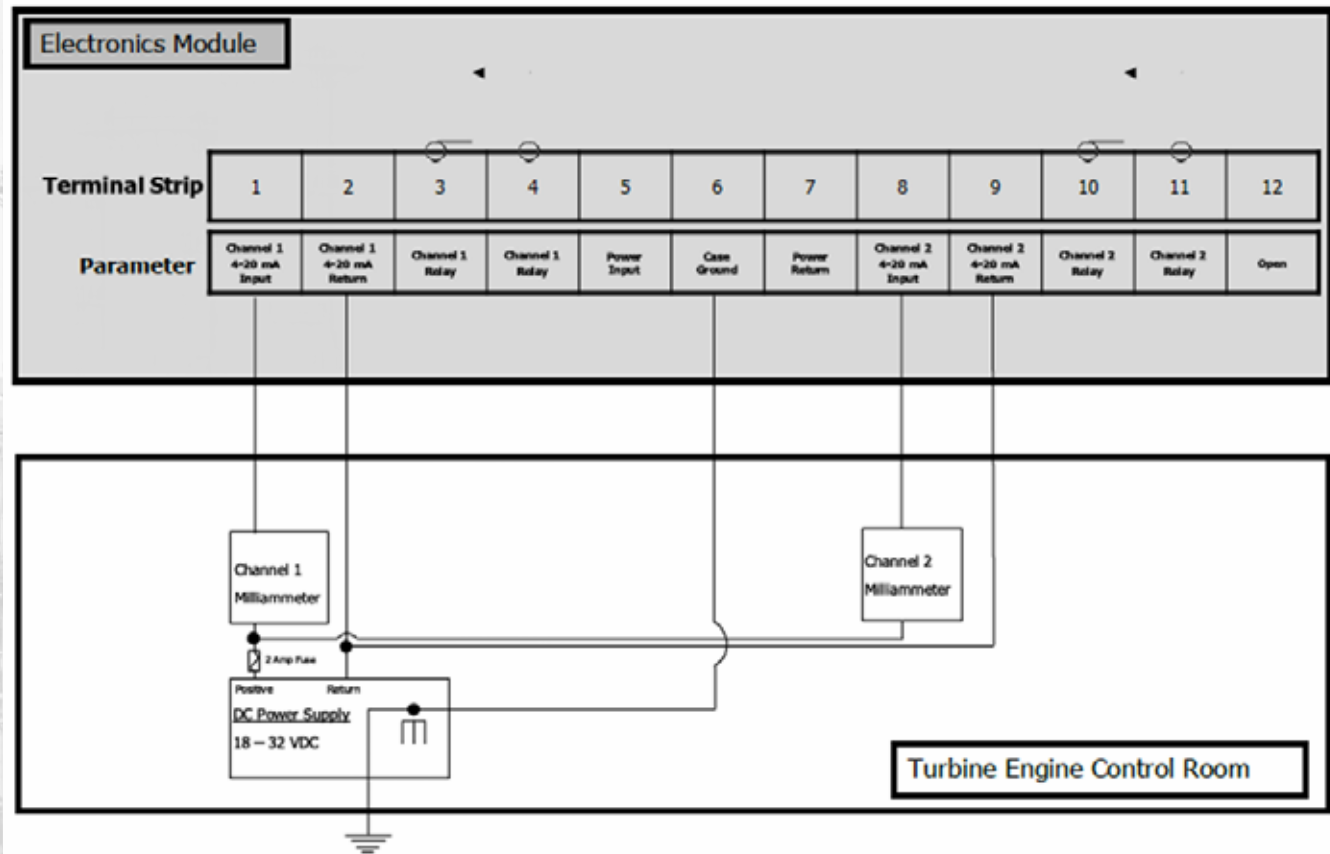 Electronics Module
Terminal Strip 1 2 3 4 5 6 7 8 9 10 11 12
Parameter
Channel 1
4-20 mA
Input
Channel 1
4-20 mA
Return
Channel 1
Relay
Channel 1
Relay
Power
Input
Case
Ground
Power
Return
Channel 2
4-20 mA
Input
Channel 2
4-20 mA
Return
Channel 2
Relay
Channel 2
Relay
Open
Channel 1
Milliammeter
Channel 2
Milliammeter
2 Amp Fuse
Positive Return
DC Power Supply
18 – 32 VDC
Turbine Engine Control Room